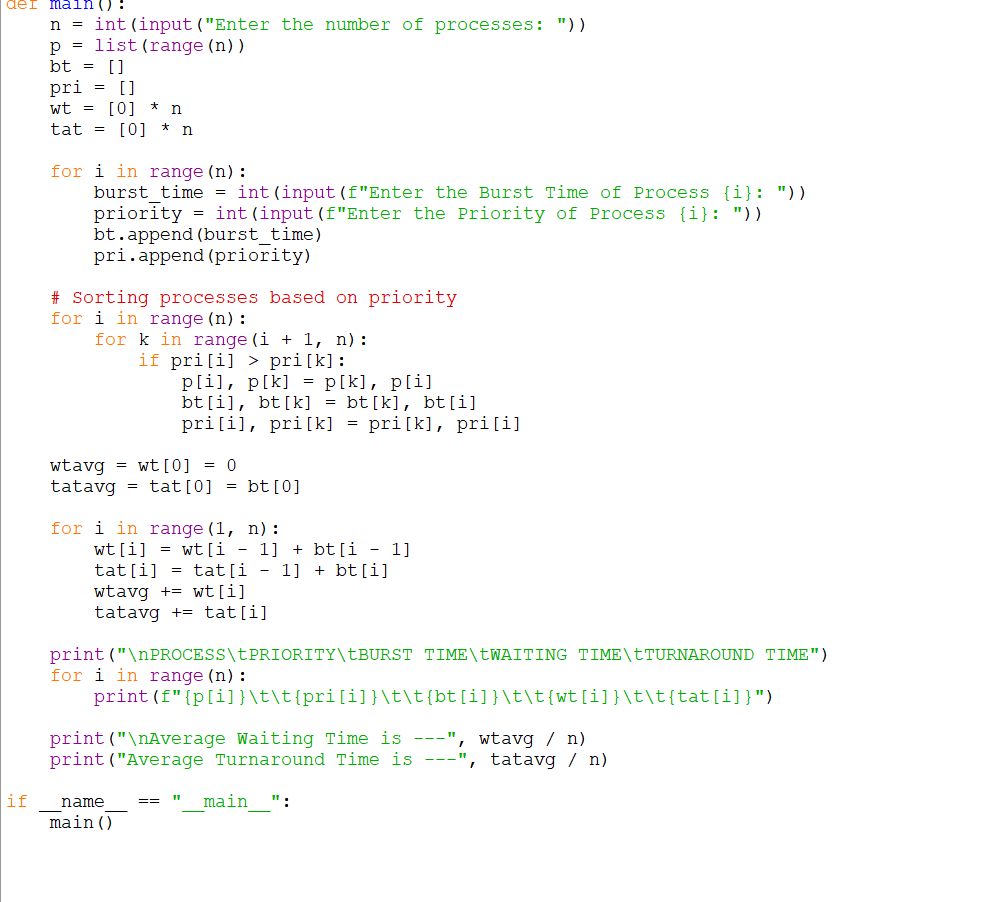 def main():
    n = int(input("Enter the number of processes: "))
    p = list(range(n))
    bt = []
    pri = []
    wt = [0] * n
    tat = [0] * n

    for i in range(n):
        burst_time = int(input(f"Enter the Burst Time of Process {i}: "))
        priority = int(input(f"Enter the Priority of Process {i}: "))
        bt.append(burst_time)
        pri.append(priority)

    # Sorting processes based on priority
    for i in range(n):
        for k in range(i + 1, n):
            if pri[i] > pri[k]:
                p[i], p[k] = p[k], p[i]
                bt[i], bt[k] = bt[k], bt[i]
                pri[i], pri[k] = pri[k], pri[i]

    wtavg = wt[0] = 0
    tatavg = tat[0] = bt[0]

    for i in range(1, n):
        wt[i] = wt[i - 1] + bt[i - 1]
        tat[i] = tat[i - 1] + bt[i]
        wtavg += wt[i]
        tatavg += tat[i]

    print("\nPROCESS\tPRIORITY\tBURST TIME\tWAITING TIME\tTURNAROUND TIME")
    for i in range(n):
        print(f"{p[i]}\t\t{pri[i]}\t\t{bt[i]}\t\t{wt[i]}\t\t{tat[i]}")

    print("\nAverage Waiting Time is ---", wtavg / n)
    print("Average Turnaround Time is ---", tatavg / n)

if __name__ == "__main__":
    main()